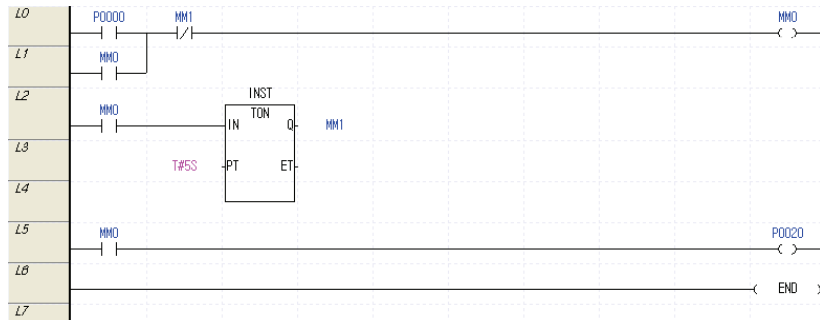 L0 P0000 MM1 MM0
L1 MM0
L2 INST
MM0 TON
IN Q MM1
L3 T#5S PT ET
L4
L5 MM0 P0020
L6 END
L7